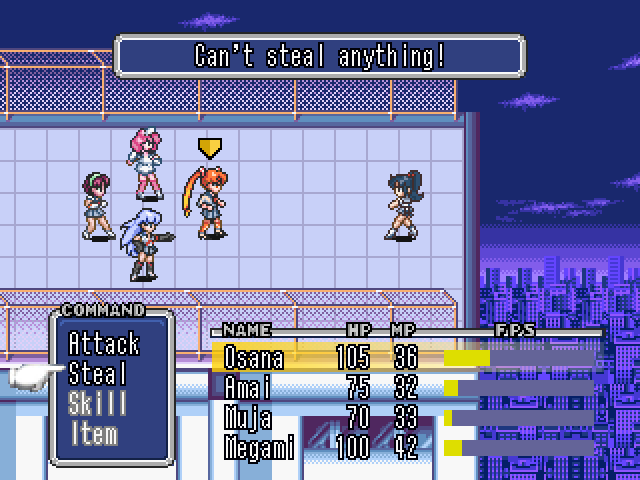 Can't steal anything!
COMMAND
Attack
Steal
Skill
Item
NAME HP MP F.P.S
Osana 105 36
Amai 75 32
Muja 70 33
Megami 100 42